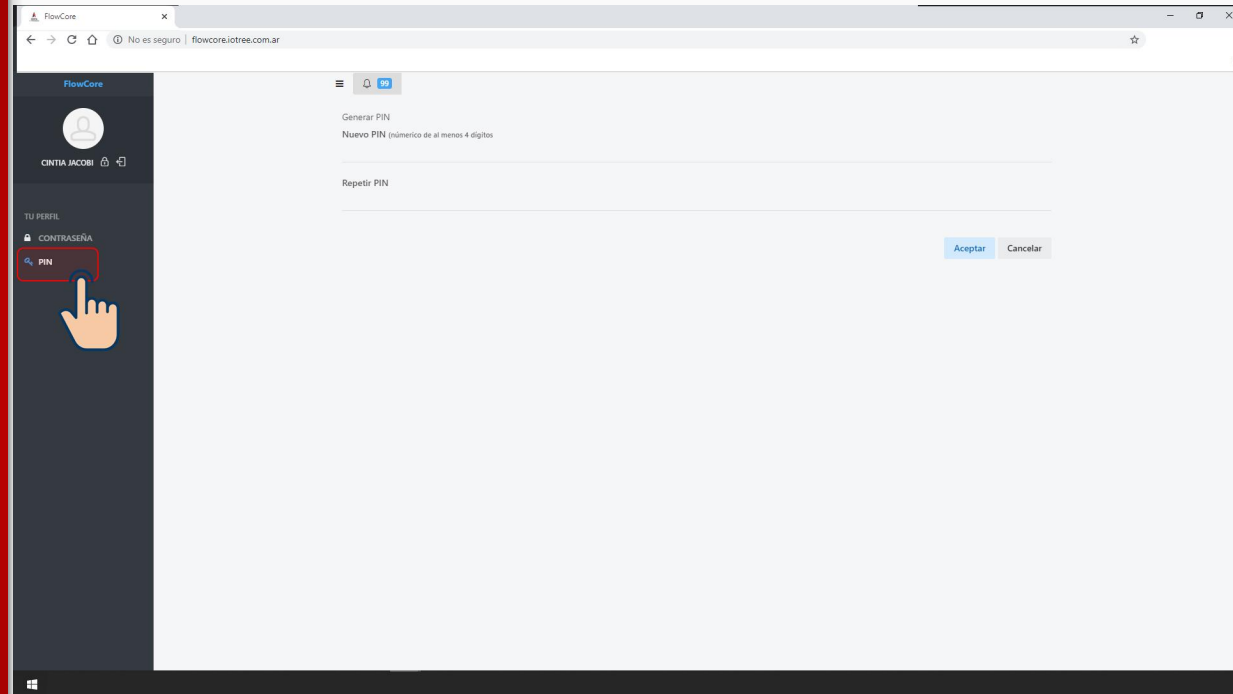 FlowCore
No es seguro | flowcore.iotree.com.ar
FlowCore
99
CINTIA JACOBI
TU PERFIL
CONTRASEÑA
PIN
Generar PIN
Nuevo PIN (númerico de al menos 4 dígitos
Repetir PIN
Aceptar Cancelar